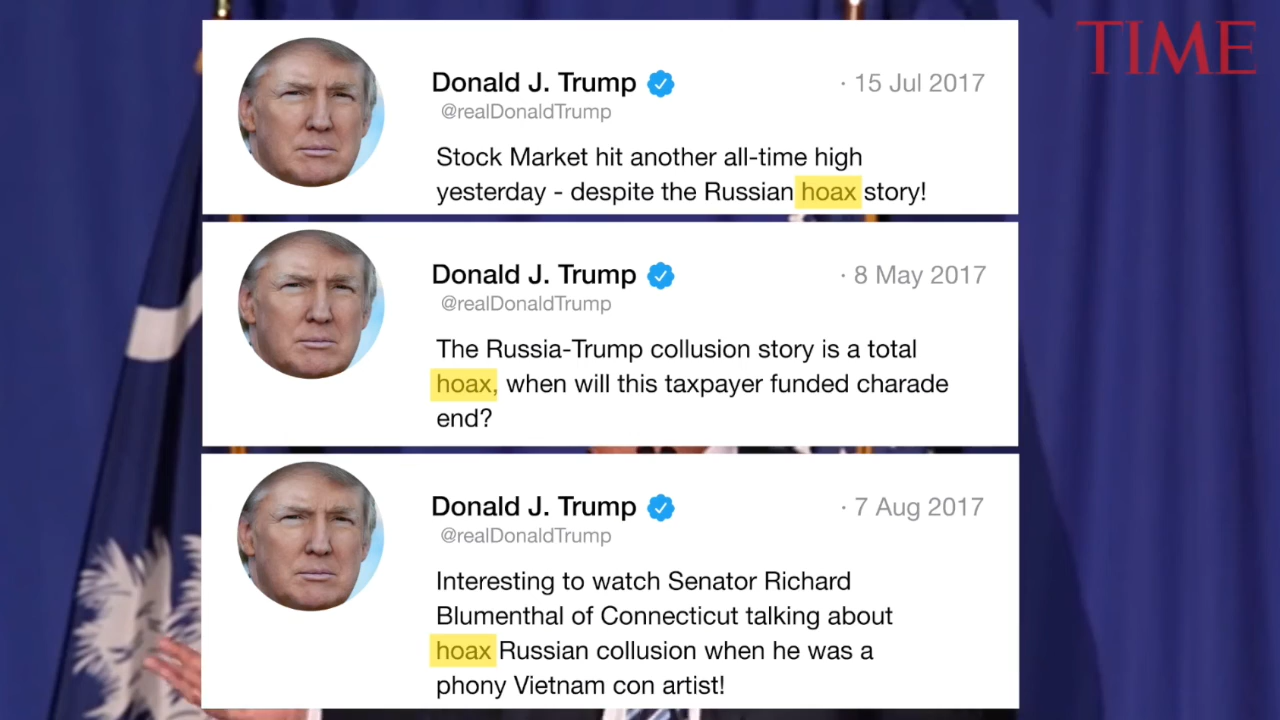 TIME
Donald J. Trump
· 15 Jul 2017
@realDonaldTrump
Stock Market hit another all-time high
yesterday - despite the Russian hoax story!
Donald J. Trump
· 8 May 2017
@realDonaldTrump
The Russia-Trump collusion story is a total
hoax, when will this taxpayer funded charade
end?
Donald J. Trump
· 7 Aug 2017
@realDonaldTrump
Interesting to watch Senator Richard
Blumenthal of Connecticut talking about
hoax Russian collusion when he was a
phony Vietnam con artist!